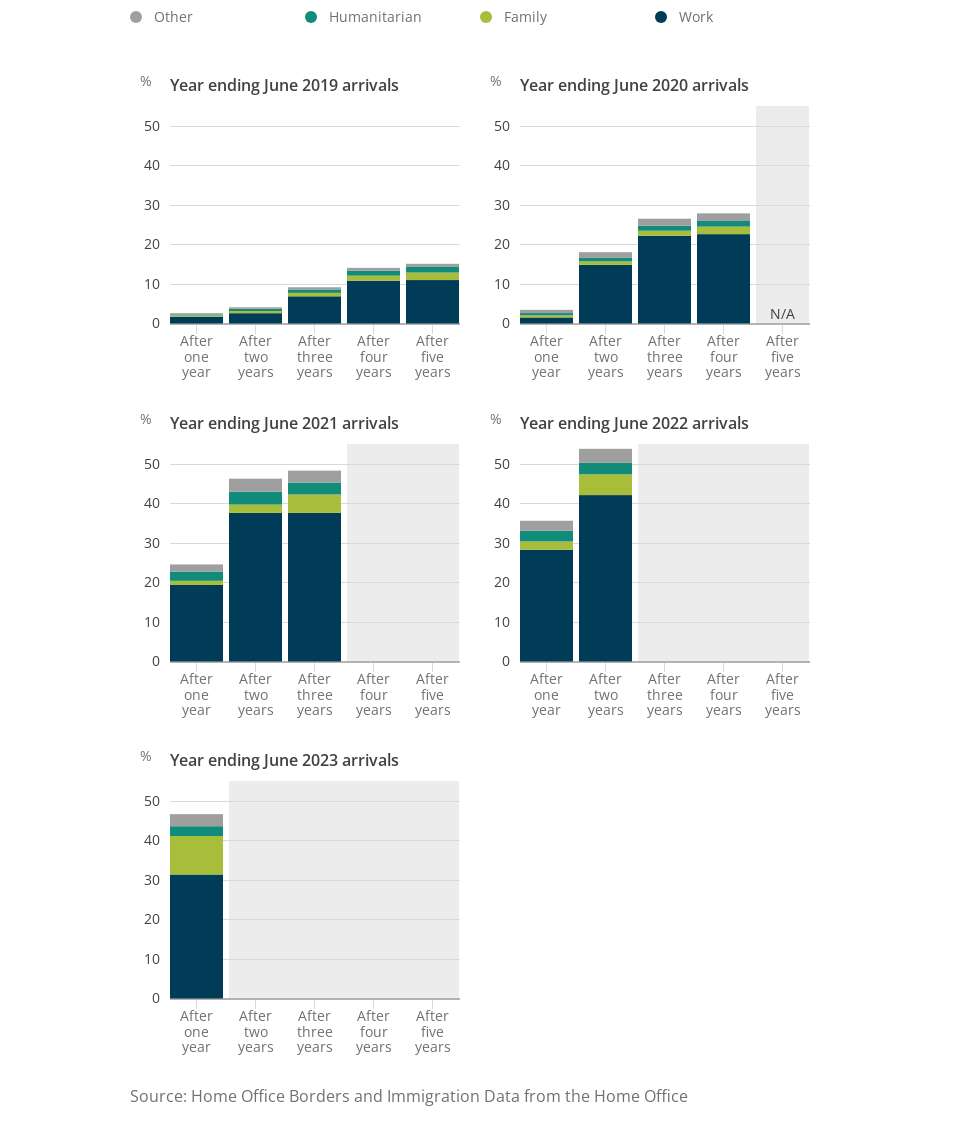 Other Humanitarian Family Work
% Year ending June 2019 arrivals
50
40
30
20
10
0
After one year
After two years
After three years
After four years
After five years
% Year ending June 2020 arrivals
50
40
30
20
10
0
N/A
After one year
After two years
After three years
After four years
After five years
% Year ending June 2021 arrivals
50
40
30
20
10
0
After one year
After two years
After three years
After four years
After five years
% Year ending June 2022 arrivals
50
40
30
20
10
0
After one year
After two years
After three years
After four years
After five years
% Year ending June 2023 arrivals
50
40
30
20
10
0
After one year
After two years
After three years
After four years
After five years
Source: Home Office Borders and Immigration Data from the Home Office